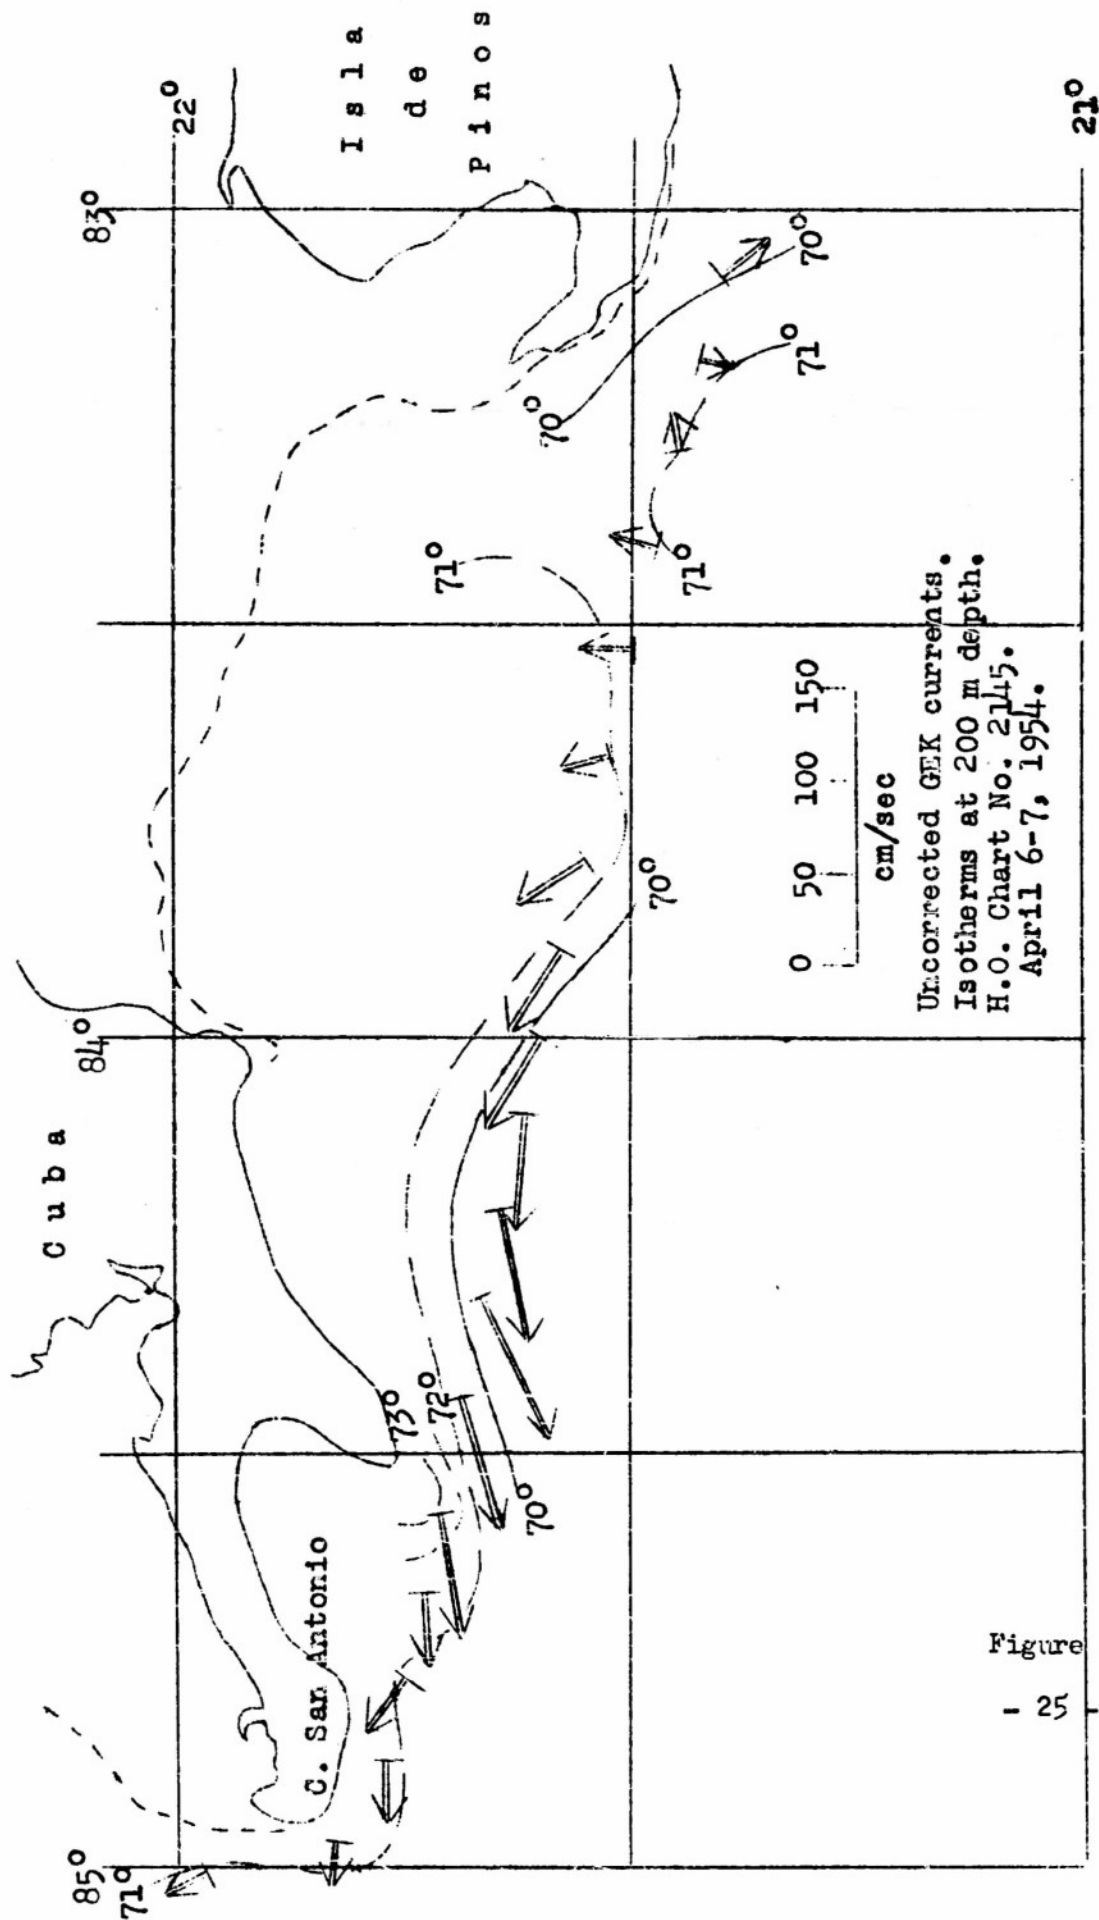 85°
71°
84°
83°
22°
Cuba
Isla
de
Pinos
C. San Antonio
73°
72°
70°
71°
70°
70°
70°
71°
71°
0 50 100 150
cm/sec
Uncorrected GEK currents.
Isotherms at 200 m depth.
H.O. Chart No. 2145.
April 6-7, 1954.
21°
Figure
- 25 -